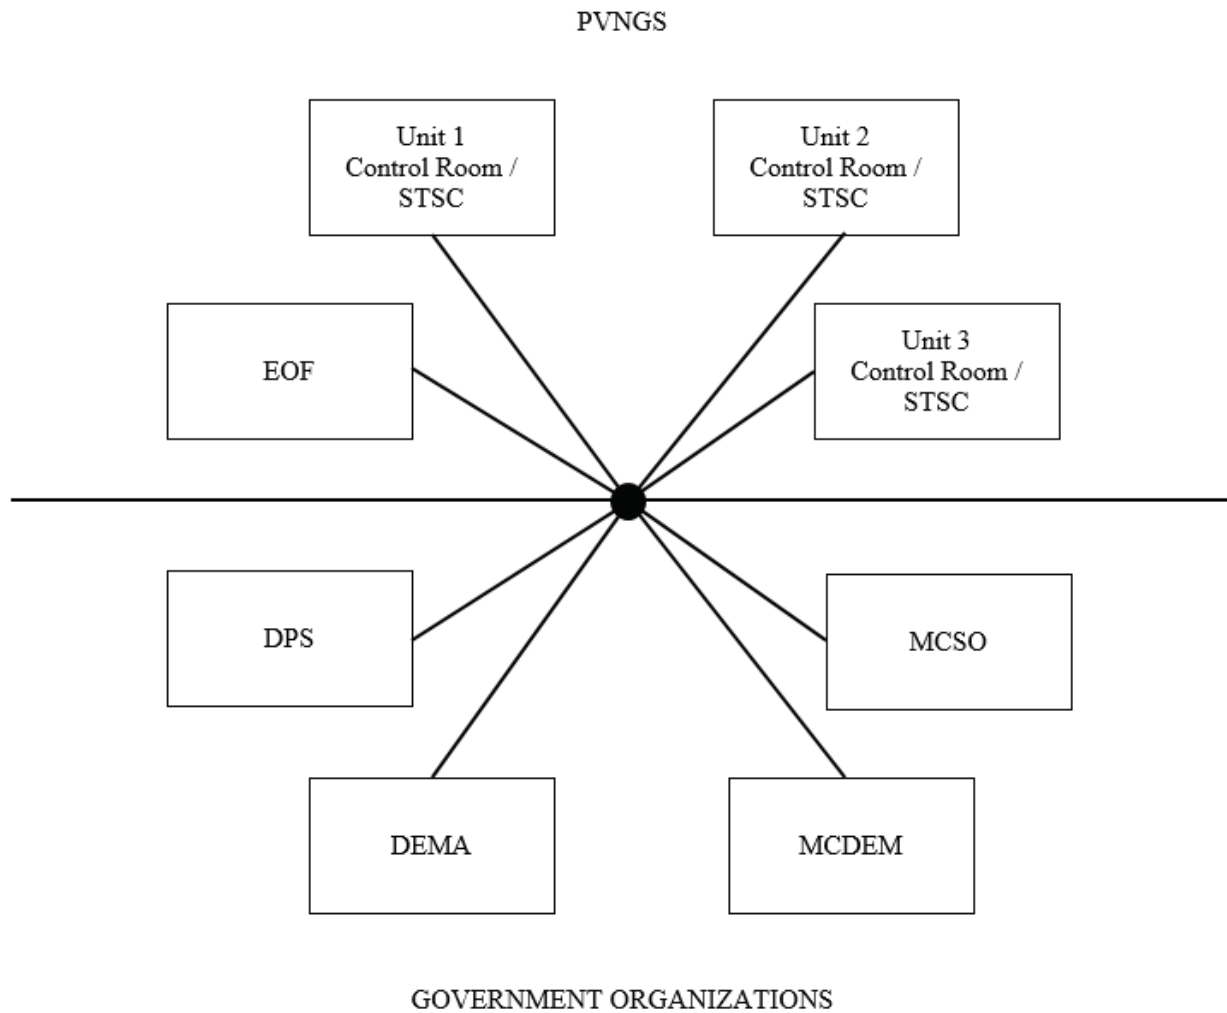 PVNGS
Unit 1
Control Room /
STSC
Unit 2
Control Room /
STSC
EOF
Unit 3
Control Room /
STSC
DPS
MCSO
DEMA
MCDEM
GOVERNMENT ORGANIZATIONS